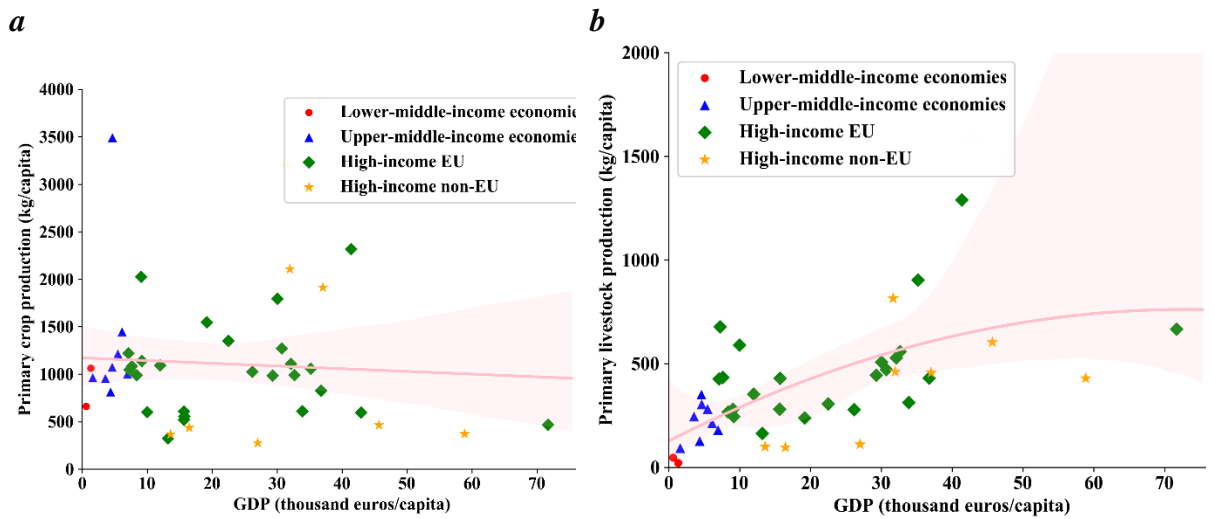 a
Primary crop production (kg/capita)
4000
3500
3000
2500
2000
1500
1000
500
0
Lower-middle-income economie
Upper-middle-income economie
High-income EU
High-income non-EU
0 10 20 30 40 50 60 70
GDP (thousand euros/capita)
b
Primary livestock production (kg/capita)
2000
1500
1000
500
0
Lower-middle-income economies
Upper-middle-income economies
High-income EU
High-income non-EU
0 10 20 30 40 50 60 70
GDP (thousand euros/capita)